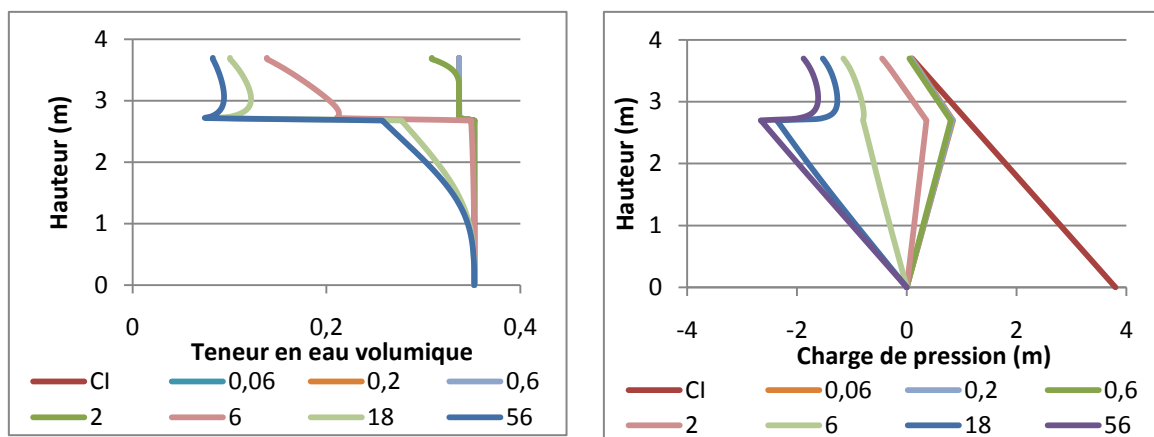 4
3
2
1
0
Hauteur (m)
0 0,2 0,4
Teneur en eau volumique
CI 0,06 0,2 0,6
2 6 18 56
4
3
2
1
0
Hauteur (m)
-4 -2 0 2 4
Charge de pression (m)
CI 0,06 0,2 0,6
2 6 18 56